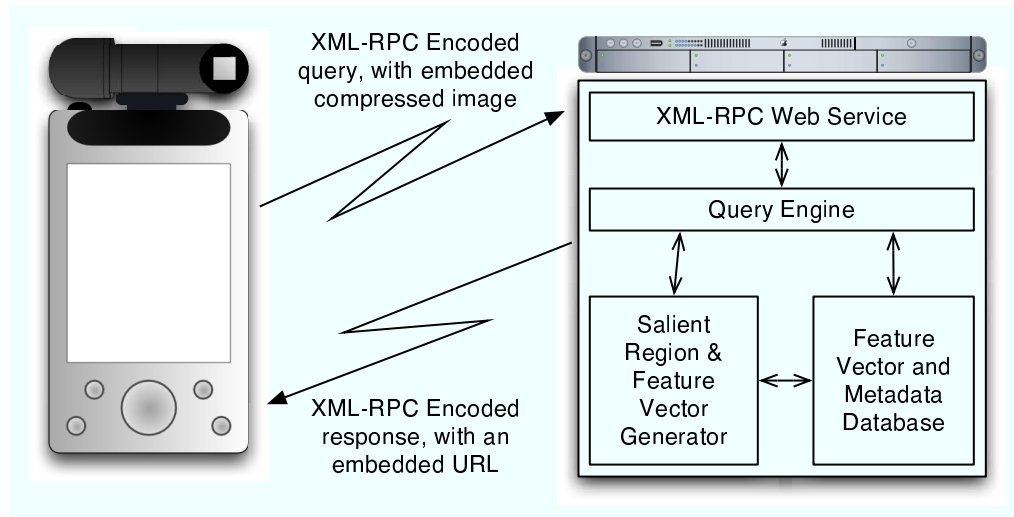 XML-RPC Encoded
query, with embedded
compressed image
XML-RPC Web Service
Query Engine
Salient
Region &
Feature
Vector
Generator
Feature
Vector and
Metadata
Database
XML-RPC Encoded
response, with an
embedded URL